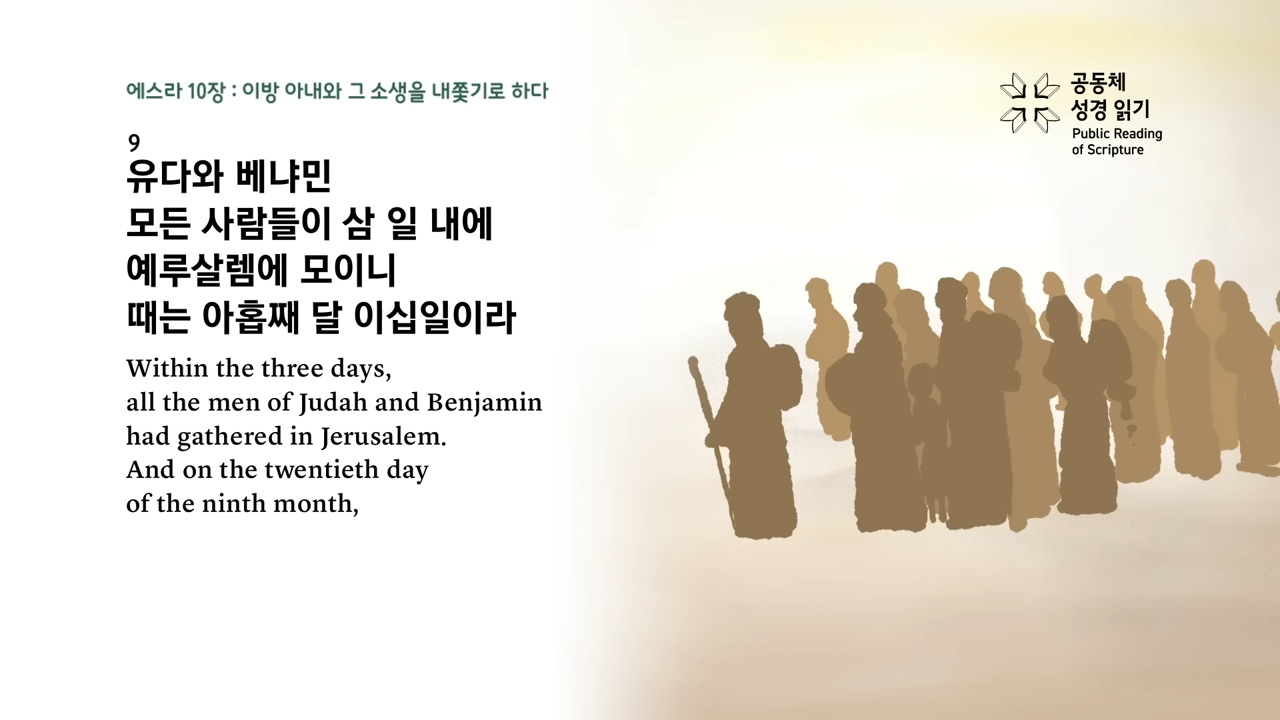 에스라 10장 : 이방 아내와 그 소생을 내쫓기로 하다
9
유다와 베냐민
모든 사람들이 삼 일 내에
예루살렘에 모이니
때는 아홉째 달 이십일이라
Within the three days,
all the men of Judah and Benjamin
had gathered in Jerusalem.
And on the twentieth day
of the ninth month,
공동체
성경 읽기
Public Reading
of Scripture